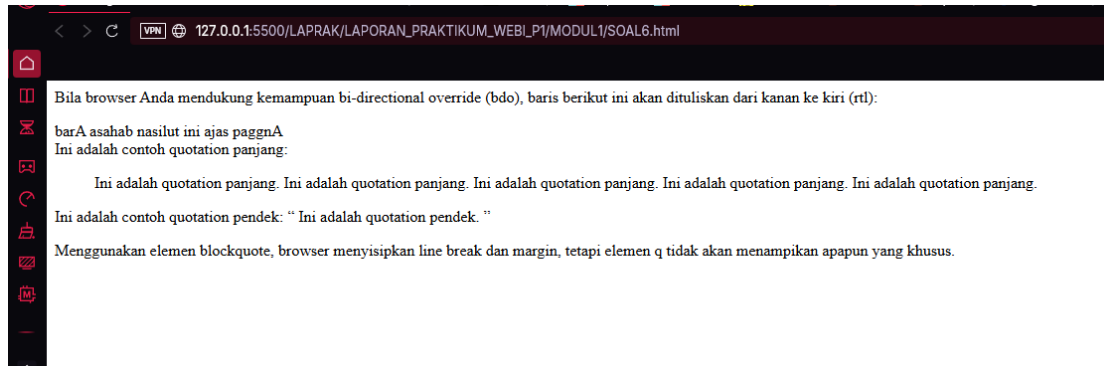 VPN 127.0.0.1:5500/LAPRAK/LAPORAN_PRAKTIKUM_WEBI_P1/MODUL1/SOAL6.html
Bila browser Anda mendukung kemampuan bi-directional override (bdo), baris berikut ini akan dituliskan dari kanan ke kiri (rtl):
barA asahab nasilut ini ajas paggnA
Ini adalah contoh quotation panjang:
Ini adalah quotation panjang. Ini adalah quotation panjang. Ini adalah quotation panjang. Ini adalah quotation panjang. Ini adalah quotation panjang.
Ini adalah contoh quotation pendek: “ Ini adalah quotation pendek. ”
Menggunakan elemen blockquote, browser menyisipkan line break dan margin, tetapi elemen q tidak akan menampikan apapun yang khusus.
M